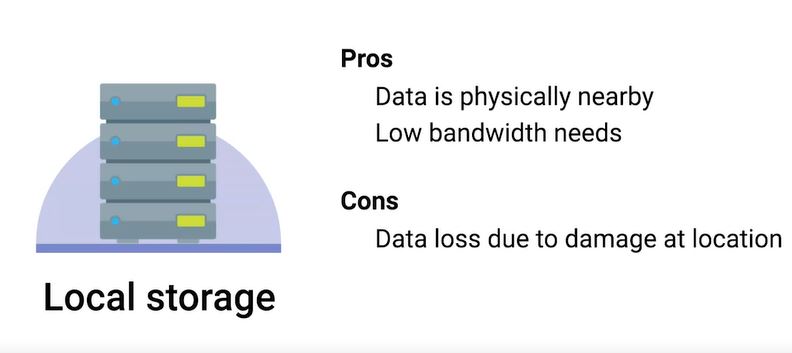 Pros
Data is physically nearby
Low bandwidth needs
Cons
Data loss due to damage at location
Local storage